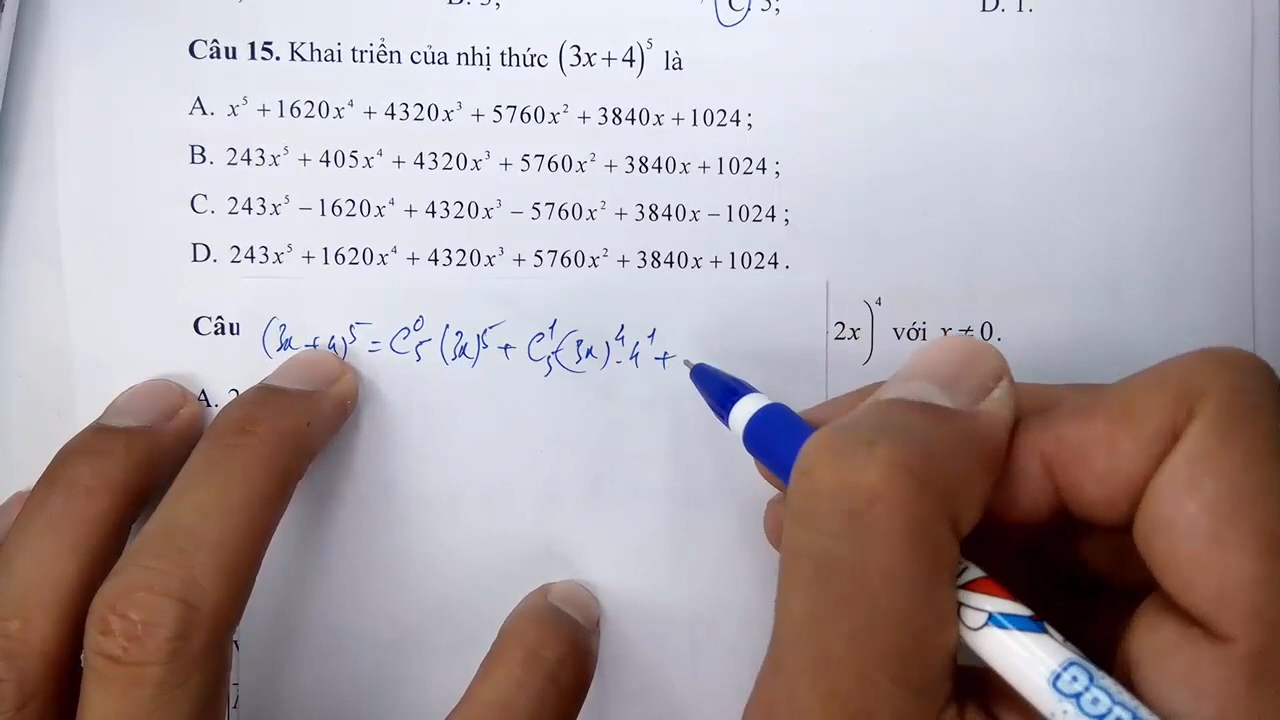 C 5;
D. 1.
Câu 15. Khai triển của nhị thức (3x+4)^5 là
A. x^5 +1620x^4 + 4320x^3 + 5760x^2 + 3840x + 1024 ;
B. 243x^5 + 405x^4 + 4320x^3 + 5760x^2 + 3840x + 1024 ;
C. 243x^5 − 1620x^4 + 4320x^3 − 5760x^2 + 3840x − 1024 ;
D. 243x^5 + 1620x^4 + 4320x^3 + 5760x^2 + 3840x + 1024 .
Câu
(3x+4)^5 = C_5^0 (3x)^5 + C_5^1 (3x)^4 . 4^1 +
2x)^4 với x ≠ 0.
A.